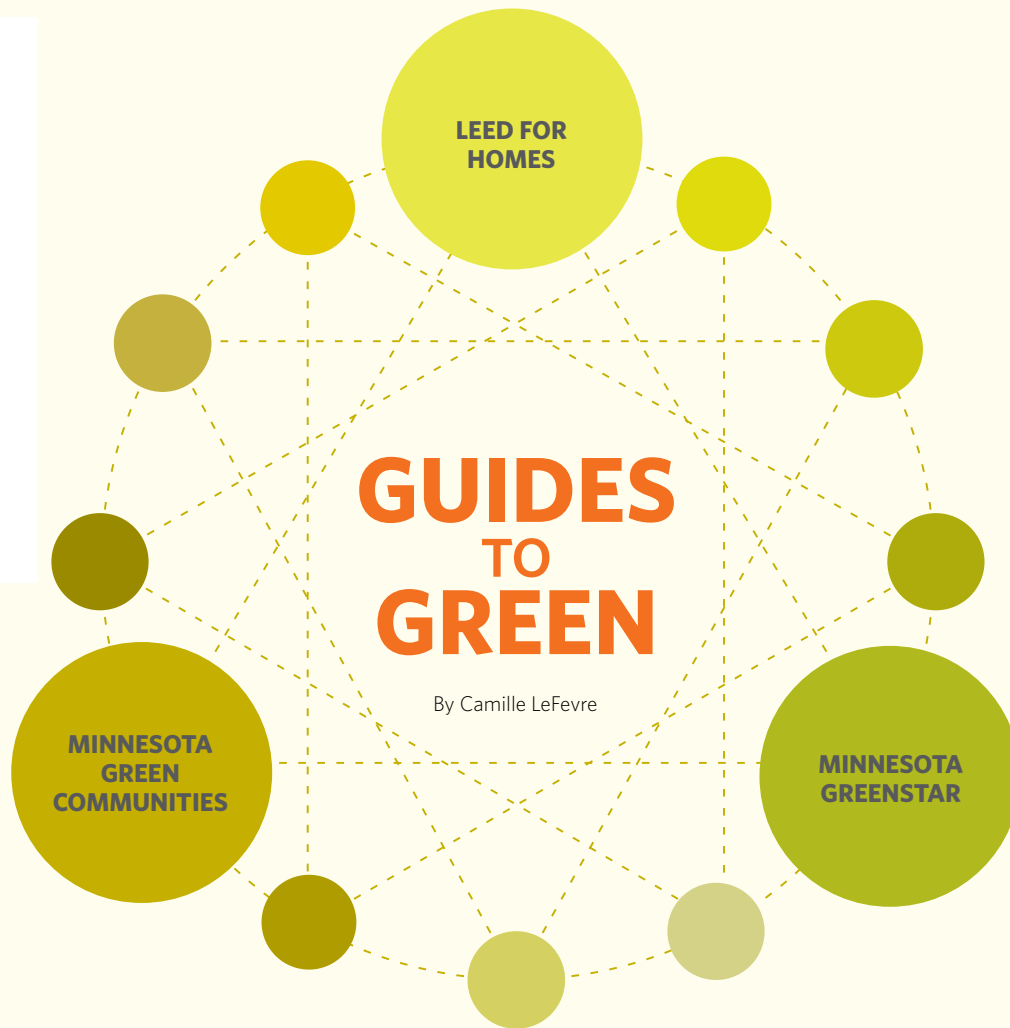 LEED FOR
HOMES
GUIDES
TO
GREEN
By Camille LeFevre
MINNESOTA
GREEN
COMMUNITIES
MINNESOTA
GREENSTAR